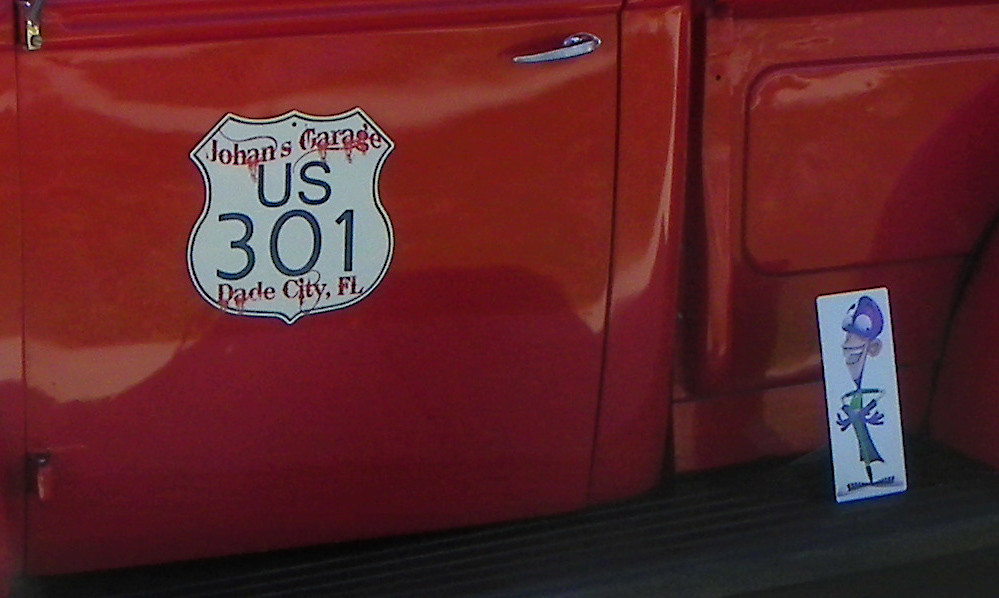 Johan's Garage
US
301
Dade City, FL